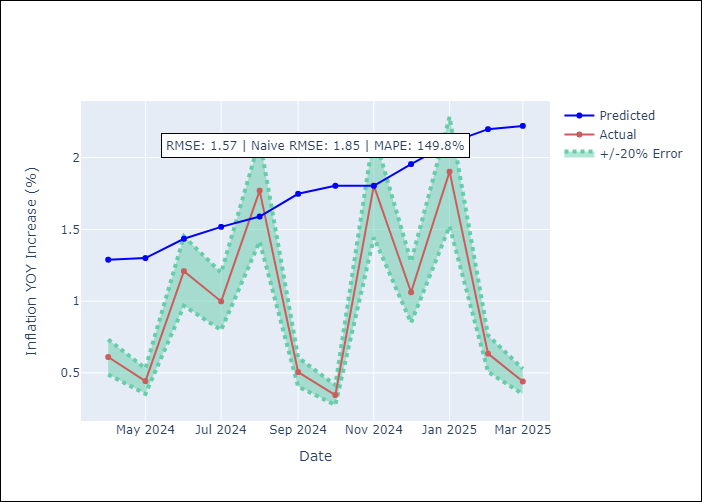 RMSE: 1.57 | Naive RMSE: 1.85 | MAPE: 149.8%
Predicted
Actual
+/-20% Error
Inflation YOY Increase (%)
2
1.5
1
0.5
May 2024
Jul 2024
Sep 2024
Nov 2024
Jan 2025
Mar 2025
Date